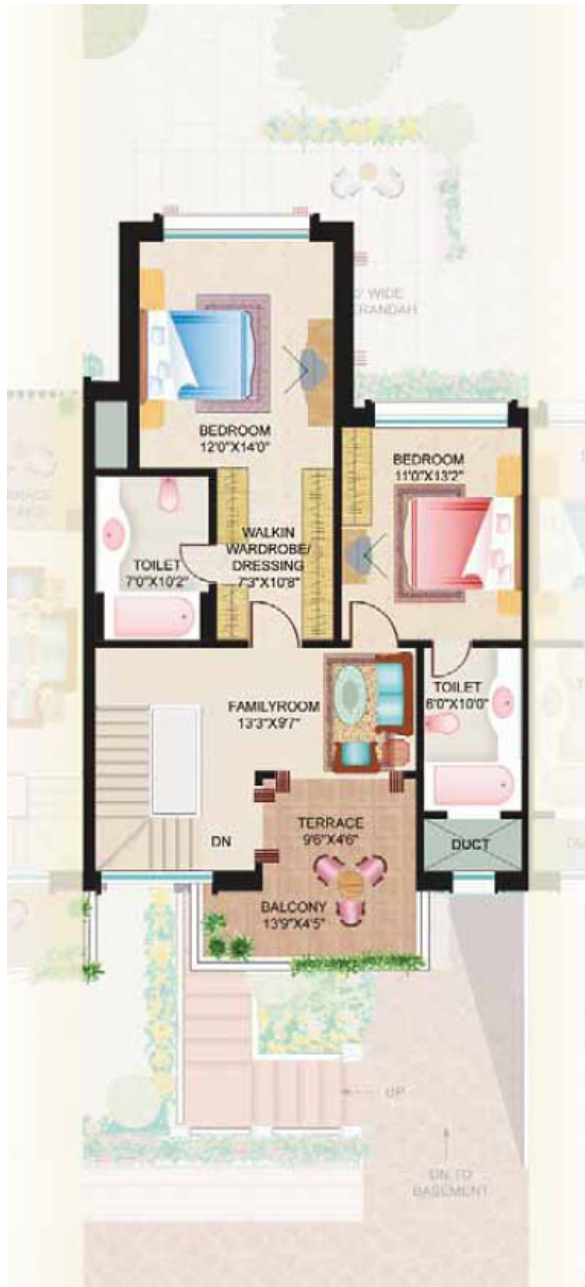 2' WIDE
ERANDAH
BEDROOM
12'0"X14'0"
BEDROOM
11'0"X13'2"
WALKIN
WARDROBE/
DRESSING
7'3"X10'8"
TOILET
7'0"X10'2"
FAMILYROOM
13'3"X9'7"
TOILET
6'0"X10'0"
TERRACE
9'6"X4'6"
DN
DUCT
BALCONY
13'9"X4'5"
UP
DN TO
BASEMENT